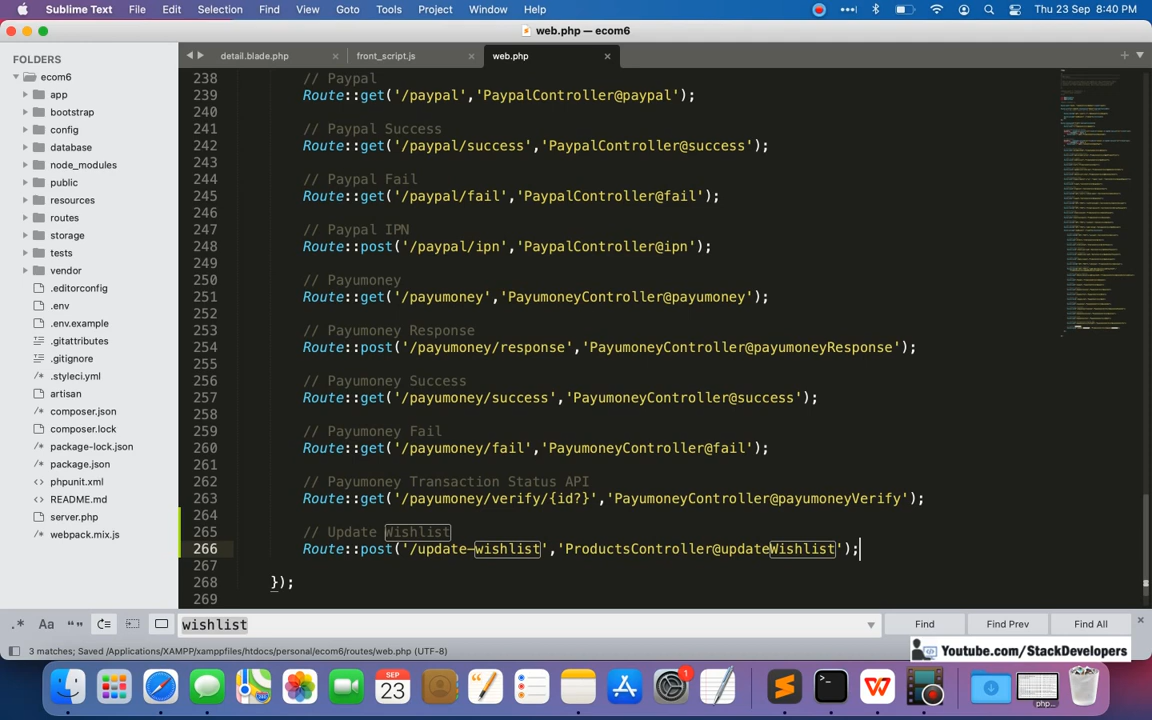 Sublime Text File Edit Selection Find View Goto Tools Project Window Help Thu 23 Sep 8:40 PM
web.php — ecom6
FOLDERS
ecom6
app
bootstrap
config
database
node_modules
public
resources
routes
storage
tests
vendor
.editorconfig
.env
.env.example
.gitattributes
.gitignore
.styleci.yml
artisan
composer.json
composer.lock
package-lock.json
package.json
phpunit.xml
README.md
server.php
webpack.mix.js
detail.blade.php front_script.js web.php
238 // Paypal
239 Route::get('/paypal','PaypalController@paypal');
240
241 // Paypal Success
242 Route::get('/paypal/success','PaypalController@success');
243
244 // Paypal Fail
245 Route::get('/paypal/fail','PaypalController@fail');
246
247 // Paypal IPN
248 Route::post('/paypal/ipn','PaypalController@ipn');
249
250 // Payumoney
251 Route::get('/payumoney','PayumoneyController@payumoney');
252
253 // Payumoney Response
254 Route::post('/payumoney/response','PayumoneyController@payumoneyResponse');
255
256 // Payumoney Success
257 Route::get('/payumoney/success','PayumoneyController@success');
258
259 // Payumoney Fail
260 Route::get('/payumoney/fail','PayumoneyController@fail');
261
262 // Payumoney Transaction Status API
263 Route::get('/payumoney/verify/{id?}','PayumoneyController@payumoneyVerify');
264
265 // Update Wishlist
266 Route::post('/update-wishlist','ProductsController@updateWishlist');
267
268 });
269
.* Aa “” wishlist Find Find Prev Find All
3 matches; Saved /Applications/XAMPP/xamppfiles/htdocs/personal/ecom6/routes/web.php (UTF-8)
Youtube.com/StackDevelopers
SEP
23
1
php...